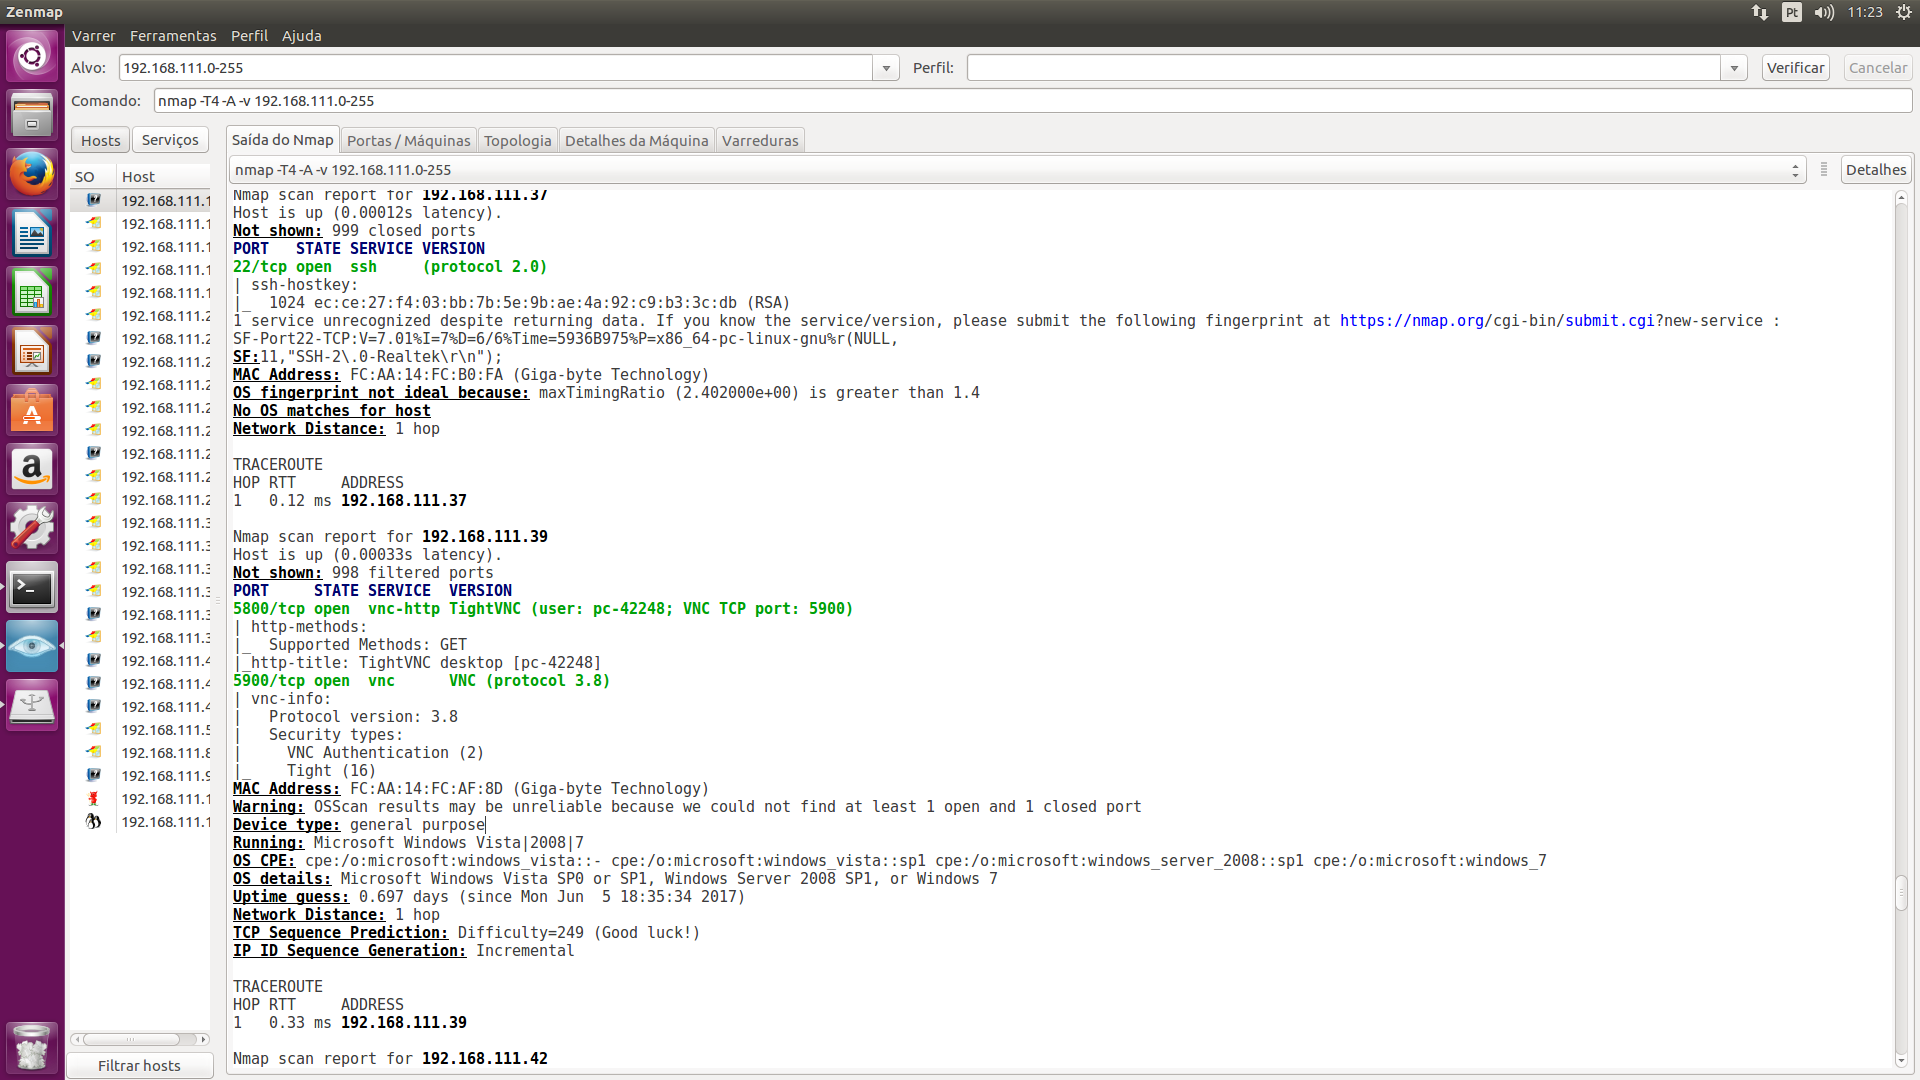 Zenmap
Pt
11:23
Varrer Ferramentas Perfil Ajuda
Alvo: 192.168.111.0-255 Perfil: Verificar Cancelar
Comando: nmap -T4 -A -v 192.168.111.0-255
Hosts Serviços
Saída do Nmap Portas / Máquinas Topologia Detalhes da Máquina Varreduras
nmap -T4 -A -v 192.168.111.0-255 Detalhes
SO Host
192.168.111.1
192.168.111.1
192.168.111.1
192.168.111.1
192.168.111.1
192.168.111.2
192.168.111.2
192.168.111.2
192.168.111.2
192.168.111.2
192.168.111.2
192.168.111.2
192.168.111.2
192.168.111.2
192.168.111.3
192.168.111.3
192.168.111.3
192.168.111.3
192.168.111.3
192.168.111.3
192.168.111.4
192.168.111.4
192.168.111.4
192.168.111.5
192.168.111.8
192.168.111.9
192.168.111.1
192.168.111.1
Filtrar hosts
Nmap scan report for 192.168.111.37
Host is up (0.00012s latency).
Not shown: 999 closed ports
PORT   STATE SERVICE VERSION
22/tcp open  ssh     (protocol 2.0)
| ssh-hostkey:
|_  1024 ec:ce:27:f4:03:bb:7b:5e:9b:ae:4a:92:c9:b3:3c:db (RSA)
1 service unrecognized despite returning data. If you know the service/version, please submit the following fingerprint at https://nmap.org/cgi-bin/submit.cgi?new-service :
SF-Port22-TCP:V=7.01%I=7%D=6/6%Time=5936B975%P=x86_64-pc-linux-gnu%r(NULL,
SF:11,"SSH-2\.0-Realtek\r\n");
MAC Address: FC:AA:14:FC:B0:FA (Giga-byte Technology)
OS fingerprint not ideal because: maxTimingRatio (2.402000e+00) is greater than 1.4
No OS matches for host
Network Distance: 1 hop
TRACEROUTE
HOP RTT     ADDRESS
1   0.12 ms 192.168.111.37
Nmap scan report for 192.168.111.39
Host is up (0.00033s latency).
Not shown: 998 filtered ports
PORT     STATE SERVICE  VERSION
5800/tcp open  vnc-http TightVNC (user: pc-42248; VNC TCP port: 5900)
| http-methods:
|_  Supported Methods: GET
|_http-title: TightVNC desktop [pc-42248]
5900/tcp open  vnc      VNC (protocol 3.8)
| vnc-info:
|   Protocol version: 3.8
|   Security types:
|     VNC Authentication (2)
|_    Tight (16)
MAC Address: FC:AA:14:FC:AF:8D (Giga-byte Technology)
Warning: OSScan results may be unreliable because we could not find at least 1 open and 1 closed port
Device type: general purpose
Running: Microsoft Windows Vista|2008|7
OS CPE: cpe:/o:microsoft:windows_vista::- cpe:/o:microsoft:windows_vista::sp1 cpe:/o:microsoft:windows_server_2008::sp1 cpe:/o:microsoft:windows_7
OS details: Microsoft Windows Vista SP0 or SP1, Windows Server 2008 SP1, or Windows 7
Uptime guess: 0.697 days (since Mon Jun  5 18:35:34 2017)
Network Distance: 1 hop
TCP Sequence Prediction: Difficulty=249 (Good luck!)
IP ID Sequence Generation: Incremental
TRACEROUTE
HOP RTT     ADDRESS
1   0.33 ms 192.168.111.39
Nmap scan report for 192.168.111.42